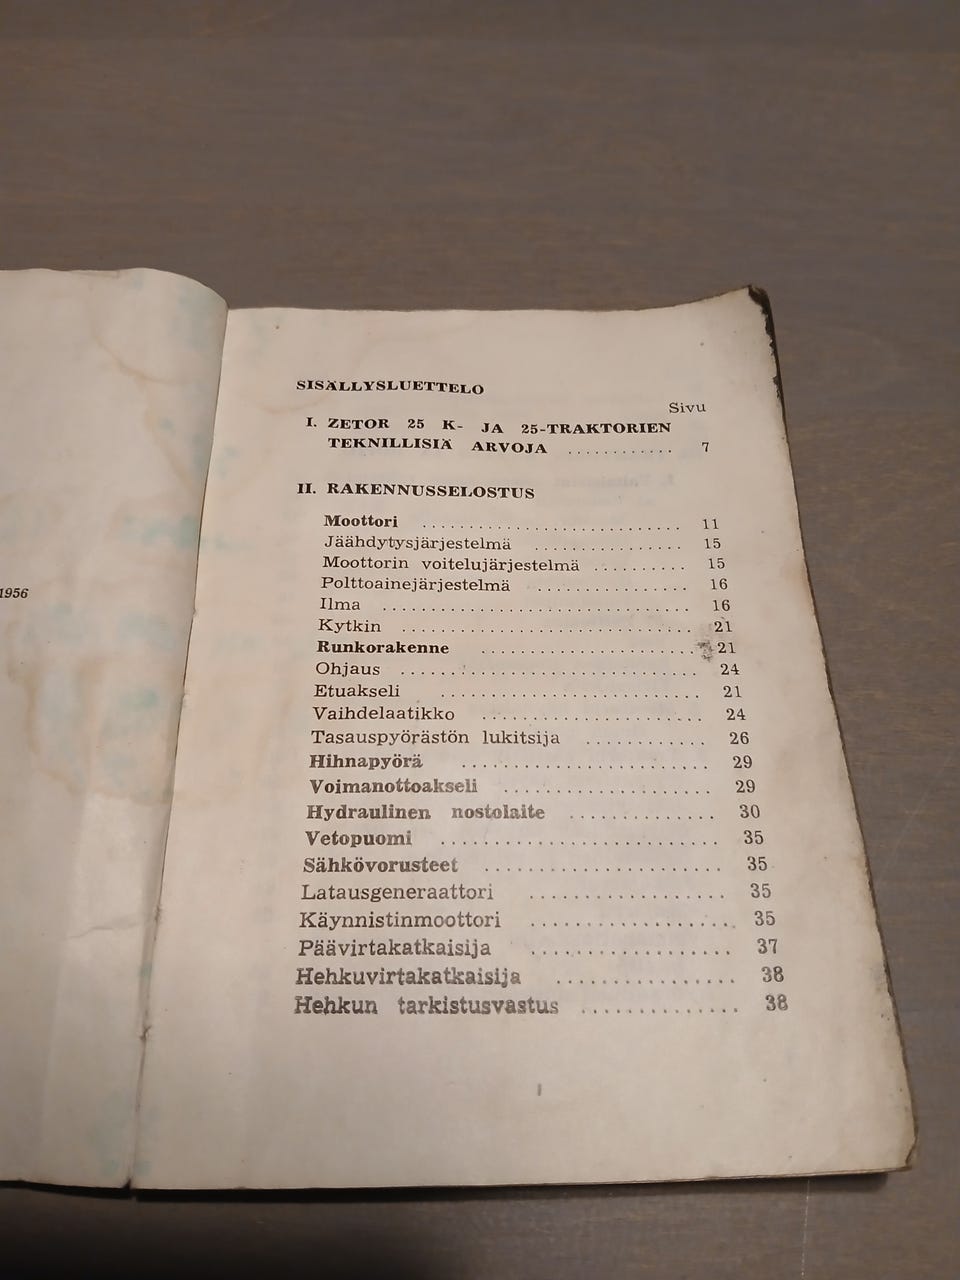 1956
SISÄLLYSLUETTELO
Sivu
I. ZETOR 25 K- JA 25-TRAKTORIEN
TEKNILLISIÄ ARVOJA ............ 7
II. RAKENNUSSELOSTUS
Moottori ........................... 11
Jäähdytysjärjestelmä ................ 15
Moottorin voitelujärjestelmä .......... 15
Polttoainejärjestelmä ................ 16
Ilma ................................ 16
Kytkin .............................. 21
Runkorakenne ...................... 21
Ohjaus .............................. 24
Etuakseli .......................... 21
Vaihdelaatikko ...................... 24
Tasauspyörästön lukitsija ............ 26
Hihnapyörä ........................ 29
Voimanottoakseli .................... 29
Hydraulinen nostolaite .............. 30
Vetopuomi .......................... 35
Sähkövorusteet ...................... 35
Latausgeneraattori .................. 35
Käynnistinmoottori .................. 35
Päävirtakatkaisija .................. 37
Hehkuvirtakatkaisija ................ 38
Hehkun tarkistusvastus .............. 38